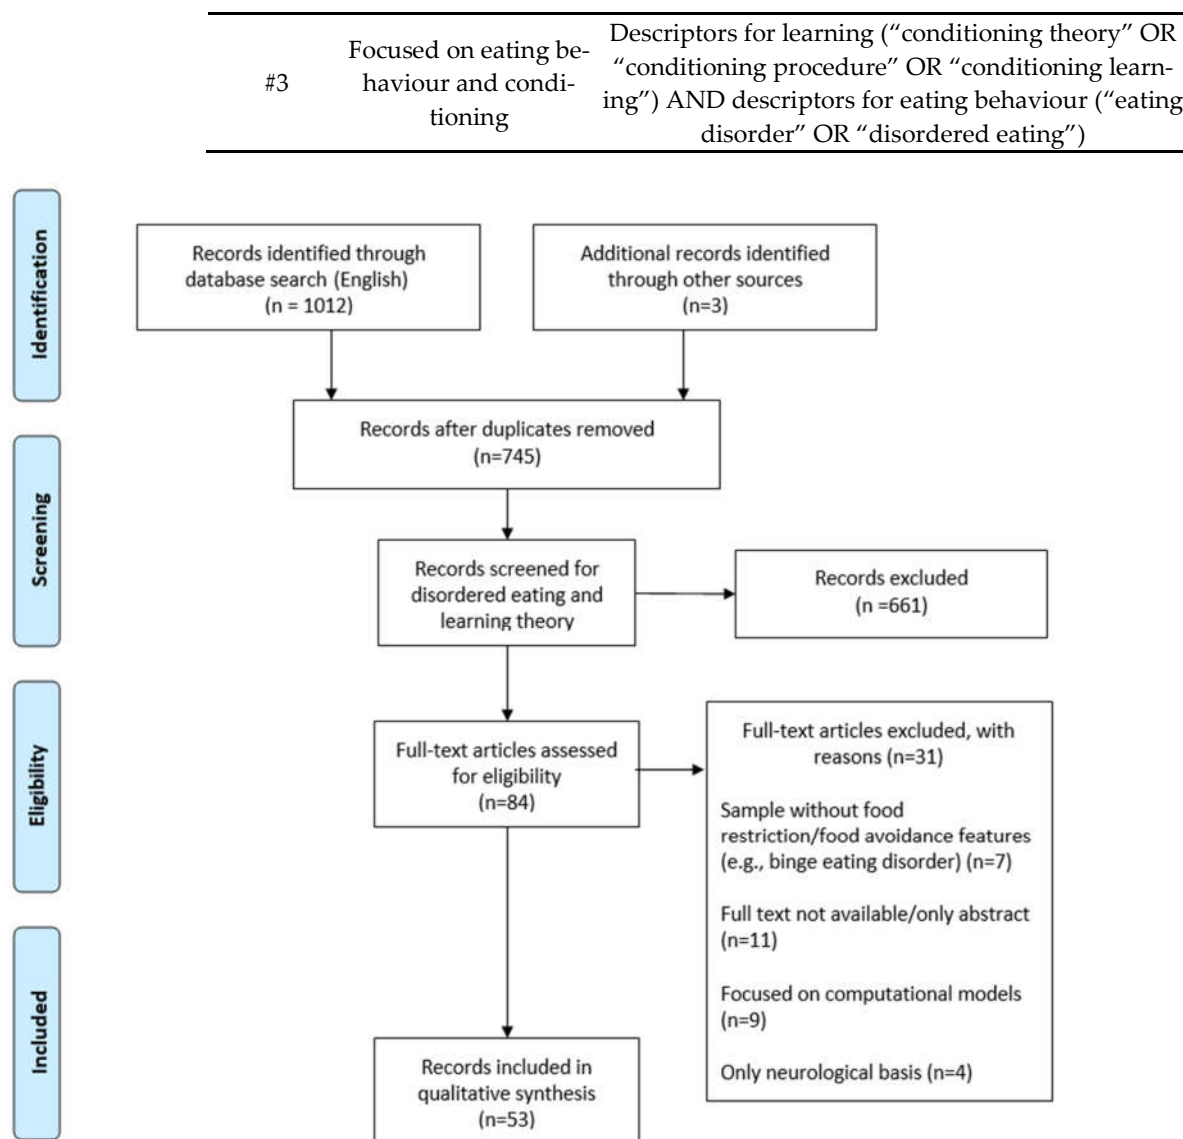 #3
Focused on eating be-
haviour and condi-
tioning
Descriptors for learning (“conditioning theory” OR
“conditioning procedure” OR “conditioning learn-
ing”) AND descriptors for eating behaviour (“eating
disorder” OR “disordered eating”)
Identification
Records identified through
database search (English)
(n = 1012)
Additional records identified
through other sources
(n=3)
Records after duplicates removed
(n=745)
Screening
Records screened for
disordered eating and
learning theory
Records excluded
(n =661)
Eligibility
Full-text articles assessed
for eligibility
(n=84)
Full-text articles excluded, with
reasons (n=31)
Sample without food
restriction/food avoidance features
(e.g., binge eating disorder) (n=7)
Full text not available/only abstract
(n=11)
Focused on computational models
(n=9)
Only neurological basis (n=4)
Included
Records included in
qualitative synthesis
(n=53)